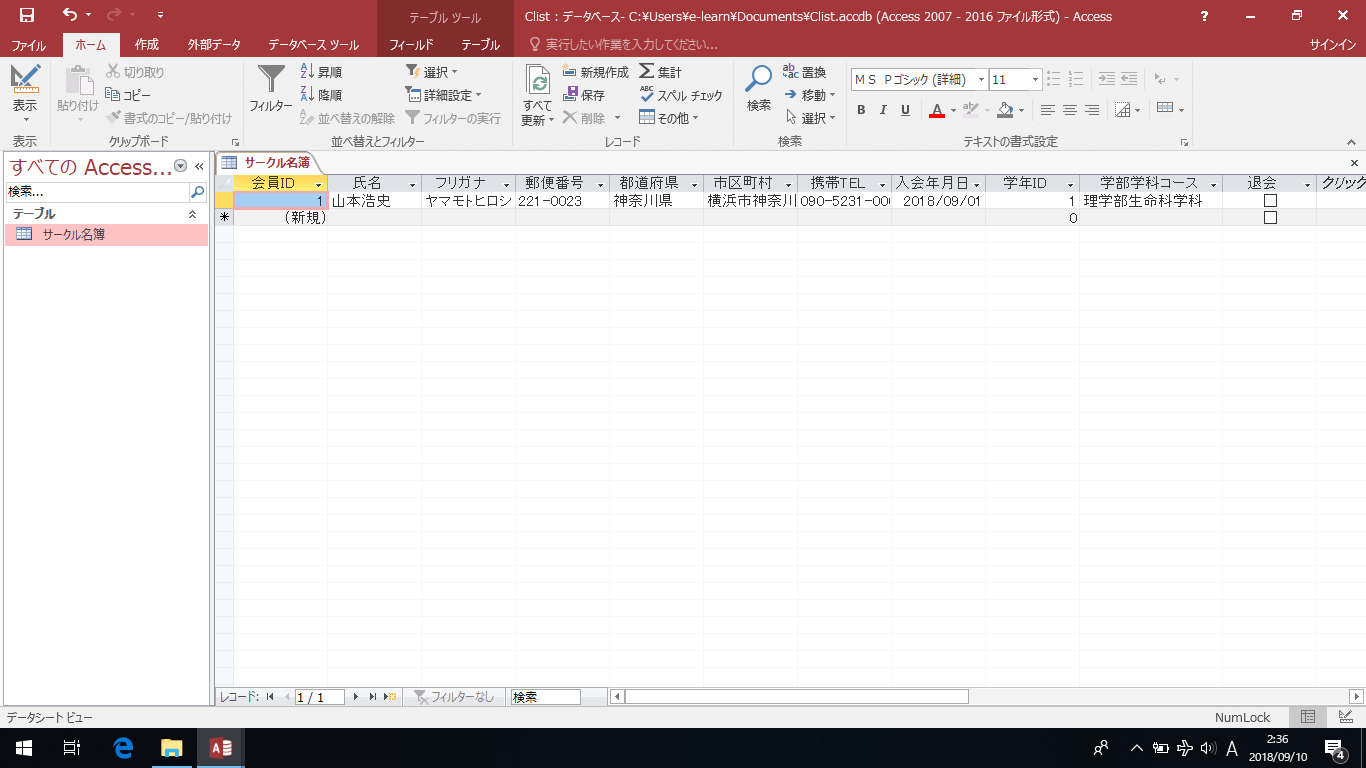 Clist : データベース- C:¥Users¥e-learn¥Documents¥Clist.accdb (Access 2007 - 2016 ファイル形式) - Access
テーブル ツール
?
ファイル ホーム 作成 外部データ データベース ツール フィールド テーブル 実行したい作業を入力してください... サインイン
表示
貼り付け
切り取り
コピー
書式のコピー/貼り付け
フィルター
昇順
降順
並べ替えの解除
選択
詳細設定
フィルターの実行
すべて
更新
新規作成
保存
削除
集計
スペル チェック
その他
検索
置換
移動
選択
MS Pゴシック (詳細) 11
B I U A
表示 クリップボード 並べ替えとフィルター レコード 検索 テキストの書式設定
すべての Access... «
検索...
テーブル
サークル名簿
サークル名簿
会員ID 氏名 フリガナ 郵便番号 都道府県 市区町村 携帯TEL 入会年月日 学年ID 学部学科コース 退会 クリック
1 山本浩史 ヤマモトヒロシ 221-0023 神奈川県 横浜市神奈川 090-5231-00 2018/09/01 1 理学部生命科学科
* (新規) 0
レコード: 1 / 1 フィルターなし 検索
データシート ビュー NumLock
A
2:36
2018/09/10
4